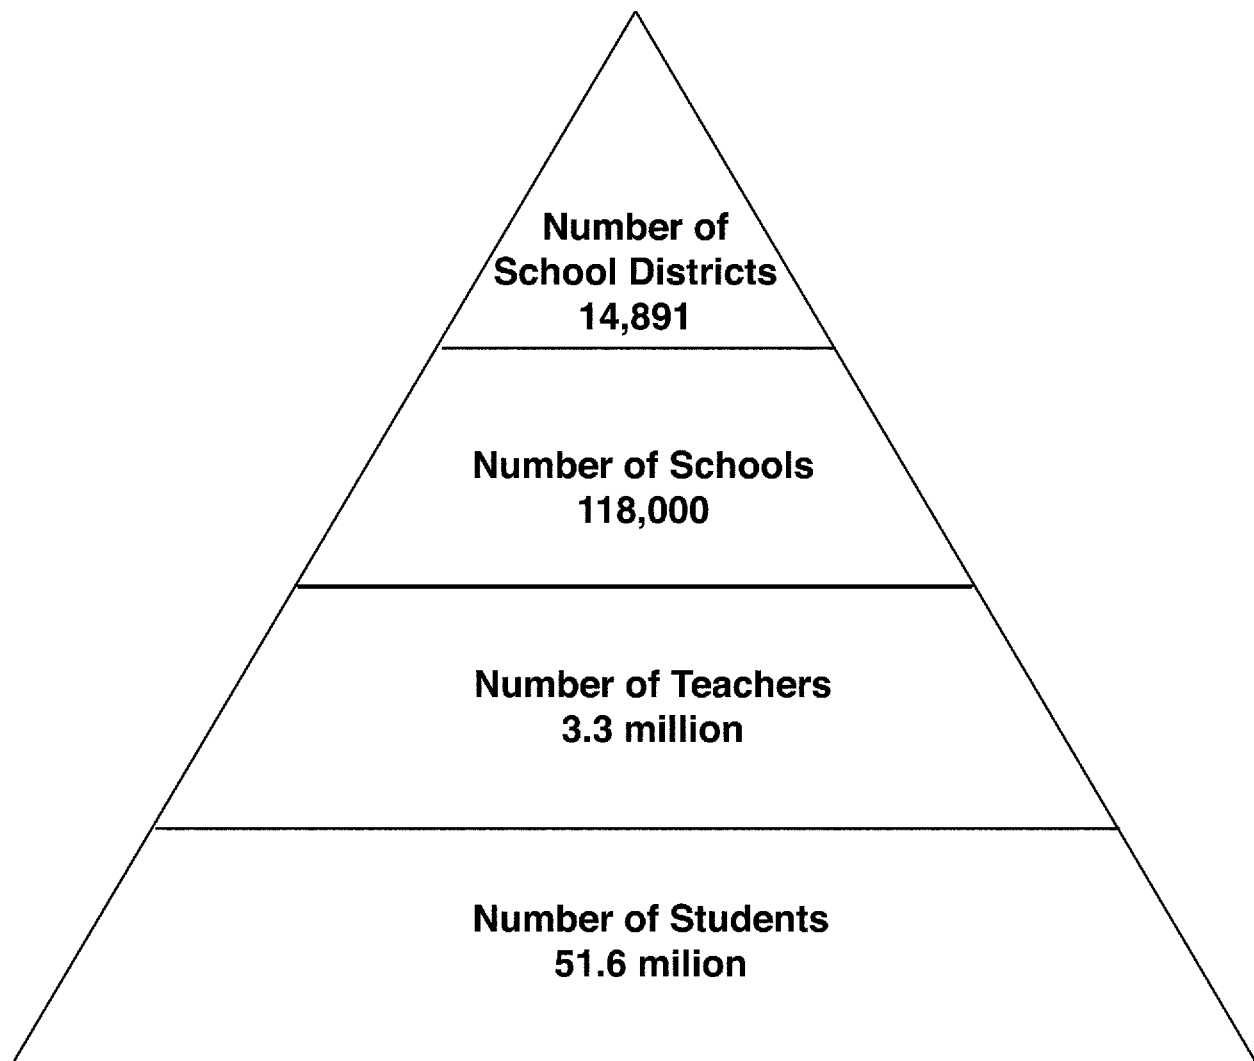 Number of
School Districts
14,891
Number of Schools
118,000
Number of Teachers
3.3 million
Number of Students
51.6 milion